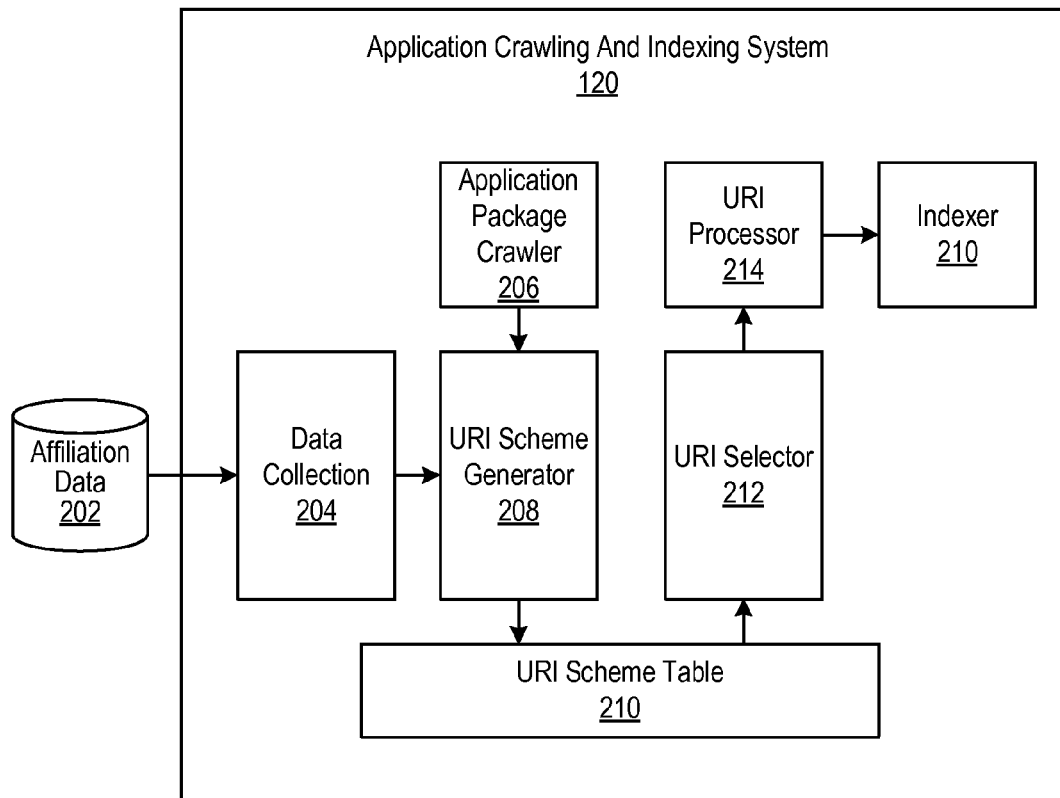 Application Crawling And Indexing System
120
Application
Package
Crawler
206
URI
Processor
214
Indexer
210
Affiliation
Data
202
Data
Collection
204
URI Scheme
Generator
208
URI Selector
212
URI Scheme Table
210